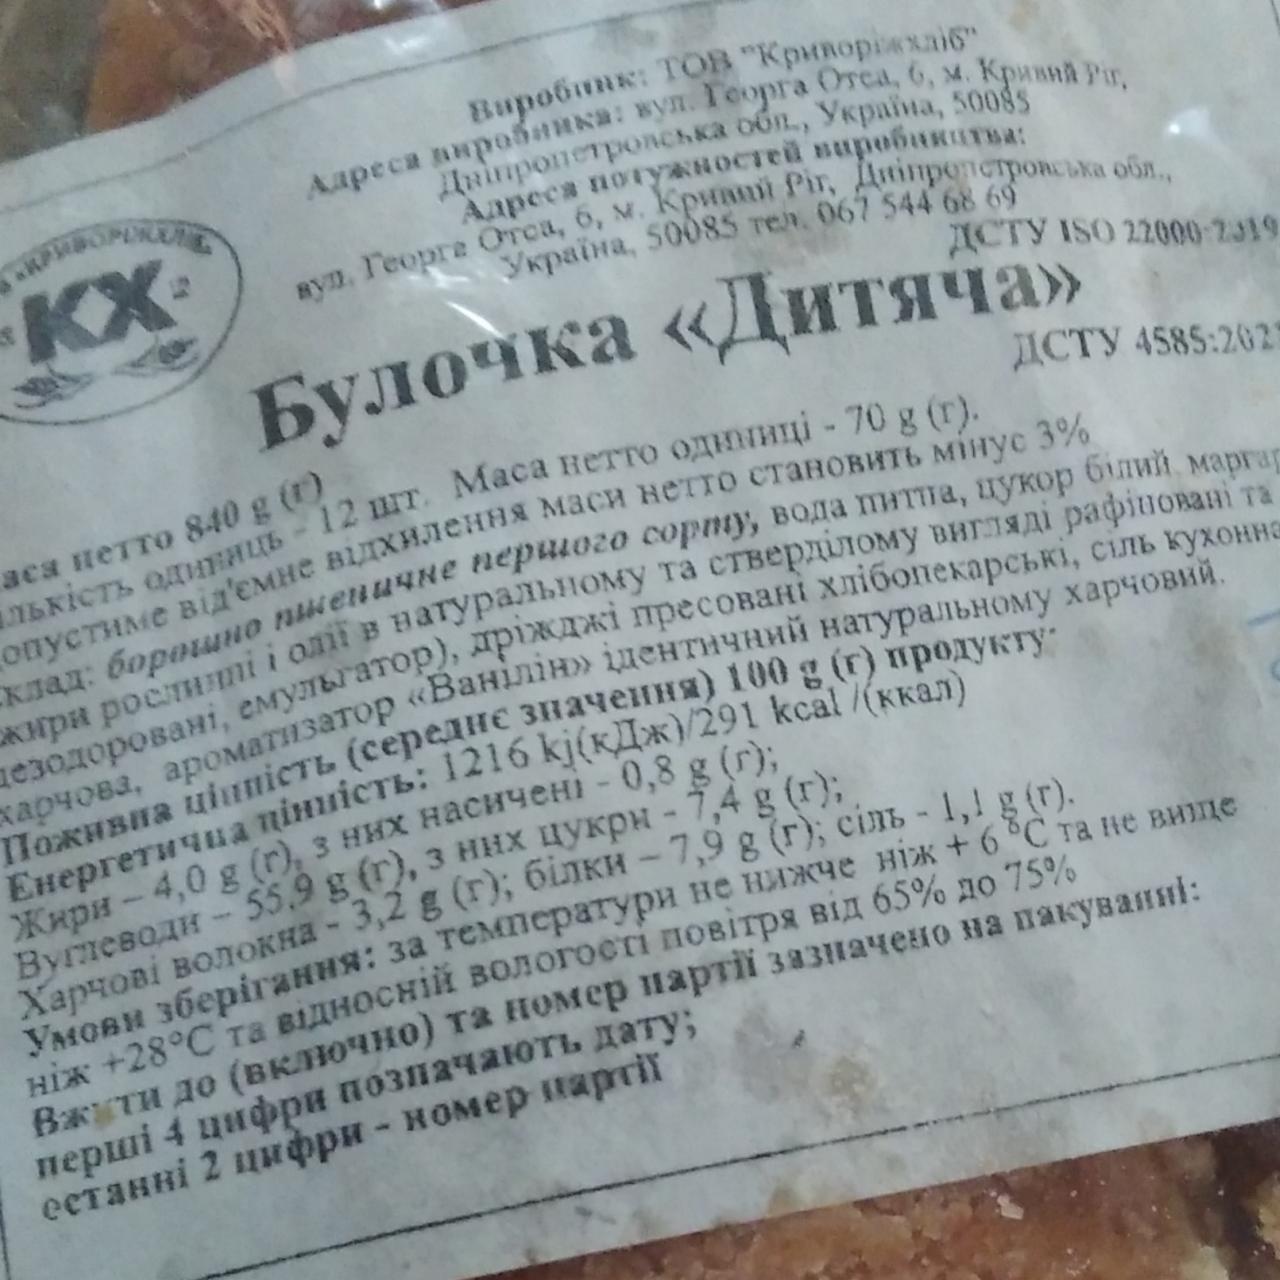 Виробник: ТОВ "Криворіжхліб"
Адреса виробника: вул. Георга Отса, 6, м. Кривий Ріг,
Дніпропетровська обл., Україна, 50085
Адреса потужностей виробництва:
вул. Георга Отса, 6, м. Кривий Ріг, Дніпропетровська обл.,
Україна, 50085 тел. 067 544 68 69
ДСТУ ISO 22000:2019
«КРИВОРІЖХЛІБ»
КХ
Булочка «Дитяча»
ДСТУ 4585:202
аса нетто 840 g (г)
ількість одиниць - 12 шт. Маса нетто одиниці - 70 g (г).
опустиме від'ємне відхилення маси нетто становить мінус 3%
клад: борошно пшеничне першого сорту, вода питна, цукор білий, маргар
жири рослинні і олії в натуральному та стверділому вигляді рафіновані та
дезодоровані, емульгатор), дріжджі пресовані хлібопекарські, сіль кухонна
харчова, ароматизатор «Ванілін» ідентичний натуральному харчовий.
Поживна цінність (середнє значення) 100 g (г) продукту:
Енергетична цінність: 1216 kj(кДж)/291 kcal /(ккал)
Жири – 4,0 g (г), з них насичені - 0,8 g (г);
Вуглеводи – 55,9 g (г), з них цукри - 7,4 g (г);
Харчові волокна - 3,2 g (г); білки – 7,9 g (г); сіль - 1,1 g (г).
Умови зберігання: за температури не нижче ніж + 6 °C та не вище
ніж +28°C та відносній вологості повітря від 65% до 75%
Вжити до (включно) та номер партії зазначено на пакуванні:
перші 4 цифри позначають дату;
останні 2 цифри - номер партії